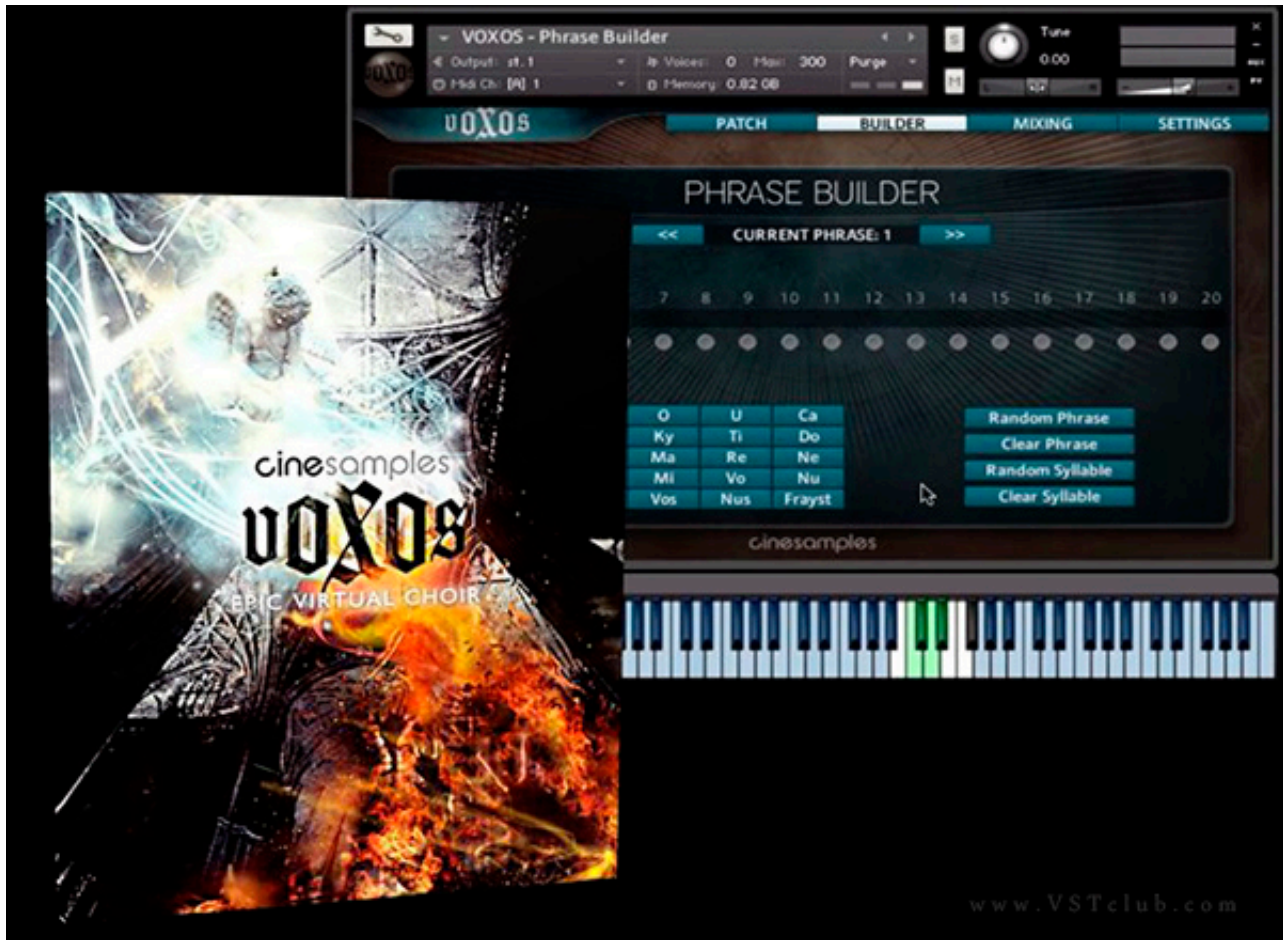 VOXOS - Phrase Builder
Output: st.1
Voices: 0 Max: 300 Purge
Midi Ch: [A] 1
Memory: 0.82 GB
S
M
Tune
0.00
L R
voxos
PATCH BUILDER MIXING SETTINGS
PHRASE BUILDER
<< CURRENT PHRASE: 1 >>
7 8 9 10 11 12 13 14 15 16 17 18 19 20
O U Ca
Ky Ti Do
Ma Re Ne
Mi Vo Nu
Vos Nus Frayst
Random Phrase
Clear Phrase
Random Syllable
Clear Syllable
cinesamples
cinesamples
voxos
EPIC VIRTUAL CHOIR
www.VSTclub.com